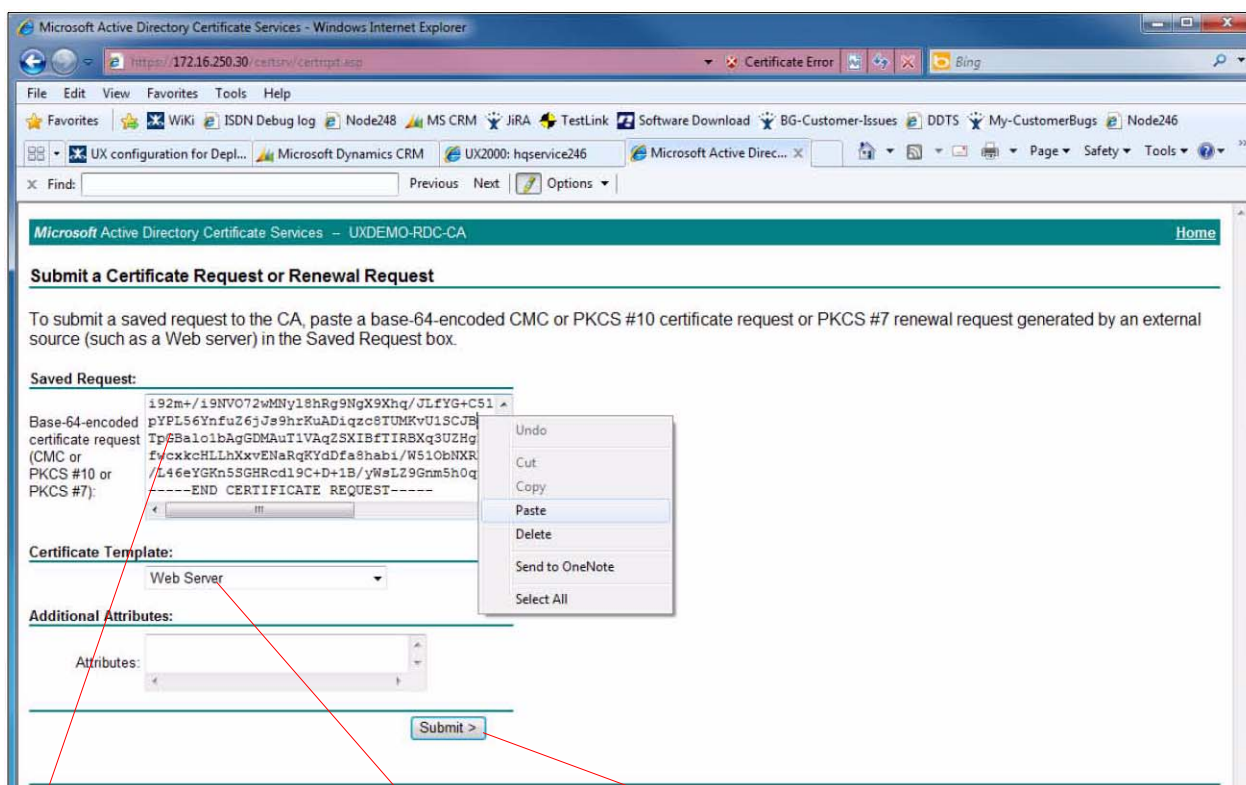 Microsoft Active Directory Certificate Services - Windows Internet Explorer
https://172.16.250.30/certsrv/certrqxt.asp Certificate Error Bing
File Edit View Favorites Tools Help
Favorites WiKi ISDN Debug log Node248 MS CRM JiRA TestLink Software Download BG-Customer-Issues DDTS My-CustomerBugs Node246
UX configuration for Depl... Microsoft Dynamics CRM UX2000: hqservice246 Microsoft Active Direc... X Page Safety Tools
x Find: Previous Next Options
Microsoft Active Directory Certificate Services -- UXDEMO-RDC-CA Home
Submit a Certificate Request or Renewal Request
To submit a saved request to the CA, paste a base-64-encoded CMC or PKCS #10 certificate request or PKCS #7 renewal request generated by an external
source (such as a Web server) in the Saved Request box.
Saved Request:
Base-64-encoded
certificate request
(CMC or
PKCS #10 or
PKCS #7):
i92m+/i9NVO72wMNyl8hRg9NgX9Xhq/JLfYG+C51
pYPL56YnfuZ6jJs9hrKuADiqzc8TUMKvU1SCJB
TpGBalo1bAgGDMAuT1VAqZSXIBfTIRBXq3UZHg
fwcxkcHLLhXxvENaRqKYdDfa8habi/W51ObNXR
/L46eYGKn5SGHRcdl9C+D+1B/yWsLZ9Gnm5h0q
-----END CERTIFICATE REQUEST-----
Undo
Cut
Copy
Paste
Delete
Send to OneNote
Select All
Certificate Template:
Web Server
Additional Attributes:
Attributes:
Submit >